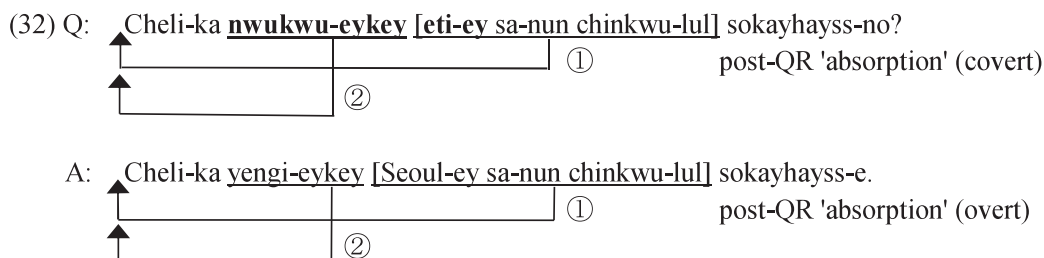 (32) Q: Cheli-ka nwukwu-eykey [eti-ey sa-nun chinkwu-lul] sokayhayss-no?
① post-QR 'absorption' (covert)
②
A: Cheli-ka yengi-eykey [Seoul-ey sa-nun chinkwu-lul] sokayhayss-e.
① post-QR 'absorption' (overt)
②